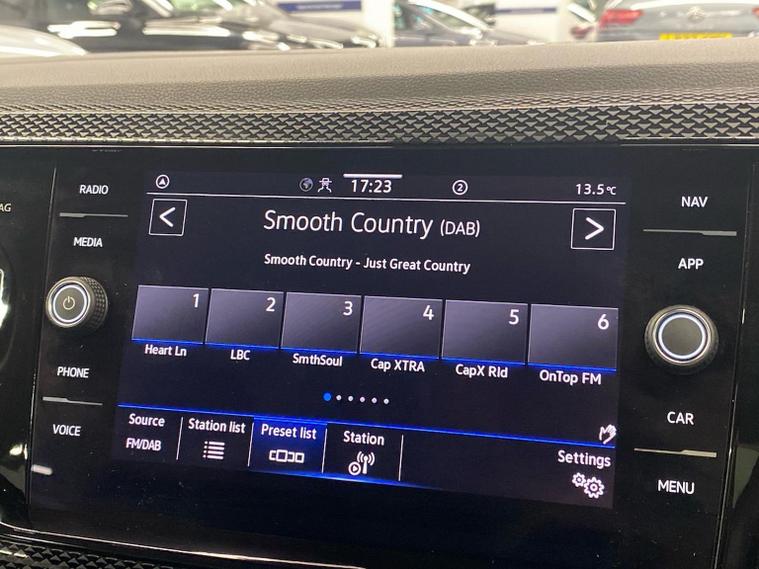 AG
RADIO
MEDIA
PHONE
VOICE
17:23
2
13.5°C
<
Smooth Country (DAB)
>
Smooth Country - Just Great Country
1
2
3
4
5
6
Heart Ln
LBC
SmthSoul
Cap XTRA
CapX Rld
OnTop FM
Source
FM/DAB
Station list
Preset list
Station
Settings
NAV
APP
CAR
MENU